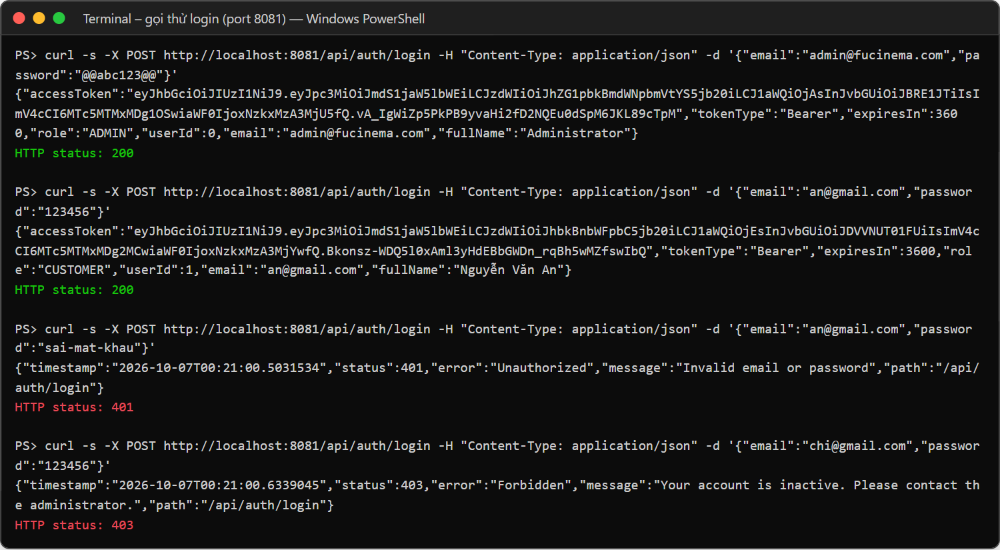 Terminal – gọi thử login (port 8081) — Windows PowerShell
PS> curl -s -X POST http://localhost:8081/api/auth/login -H "Content-Type: application/json" -d '{"email":"admin@fucinema.com","pa
ssword":"@@abc123@@"}'
{"accessToken":"eyJhbGciOiJIUzI1NiJ9.eyJpc3MiOiJmdS1jaW5lbWEiLCJzdWIiOiJhZG1pbkBmdWNpbmVtYS5jb20iLCJ1aWQiOjAsInJvbGUiOiJBRE1JTiIsI
mV4cCI6MTc5MTMxMDg1OSwiaWF0IjoxNzkxMzA3MjU5fQ.vA_IgWiZp5PkPB9yvaHi2fD2NQEu0dSpM6JKL89cTpM","tokenType":"Bearer","expiresIn":360
0,"role":"ADMIN","userId":0,"email":"admin@fucinema.com","fullName":"Administrator"}
HTTP status: 200
PS> curl -s -X POST http://localhost:8081/api/auth/login -H "Content-Type: application/json" -d '{"email":"an@gmail.com","passwor
d":"123456"}'
{"accessToken":"eyJhbGciOiJIUzI1NiJ9.eyJpc3MiOiJmdS1jaW5lbWEiLCJzdWIiOiJhbkBnbWFpbC5jb20iLCJ1aWQiOjEsInJvbGUiOiJDVVNUT01FUiIsImV4c
CI6MTc5MTMxMDg2MCwiaWF0IjoxNzkxMzA3MjYwfQ.Bkonsz-WDQ5l0xAml3yHdEBbGWDn_rqBh5wMZfswIbQ","tokenType":"Bearer","expiresIn":3600,"rol
e":"CUSTOMER","userId":1,"email":"an@gmail.com","fullName":"Nguyễn Văn An"}
HTTP status: 200
PS> curl -s -X POST http://localhost:8081/api/auth/login -H "Content-Type: application/json" -d '{"email":"an@gmail.com","passwor
d":"sai-mat-khau"}'
{"timestamp":"2026-10-07T00:21:00.5031534","status":401,"error":"Unauthorized","message":"Invalid email or password","path":"/api/
auth/login"}
HTTP status: 401
PS> curl -s -X POST http://localhost:8081/api/auth/login -H "Content-Type: application/json" -d '{"email":"chi@gmail.com","passwor
d":"123456"}'
{"timestamp":"2026-10-07T00:21:00.6339045","status":403,"error":"Forbidden","message":"Your account is inactive. Please contact th
e administrator.","path":"/api/auth/login"}
HTTP status: 403